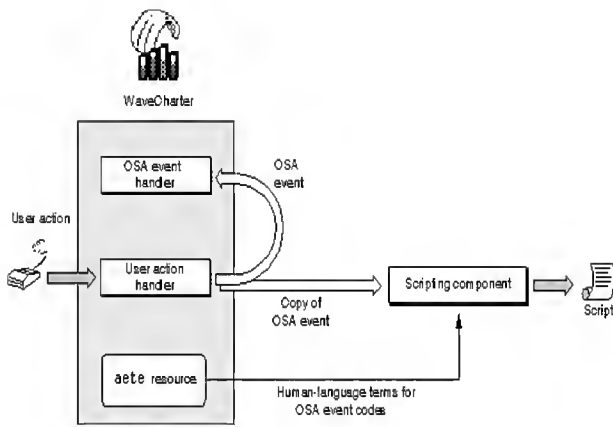 WaveCharter
OSA event
handler
OSA
event
User action
User action
handler
Scripting component
Script
Copy of
OSA event
aete resource
Human-language terms for
OSA event codes